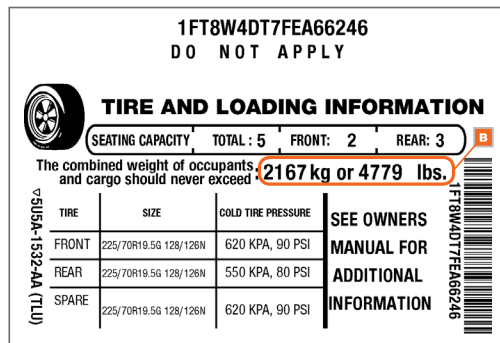 1FT8W4DT7FEA66246
DO NOT APPLY
TIRE AND LOADING INFORMATION
SEATING CAPACITY TOTAL : 5 FRONT: 2 REAR: 3
B
The combined weight of occupants
and cargo should never exceed : 2167 kg or 4779 lbs.
TIRE SIZE COLD TIRE PRESSURE
FRONT 225/70R19.5G 128/126N 620 KPA, 90 PSI
REAR 225/70R19.5G 128/126N 550 KPA, 80 PSI
SPARE 225/70R19.5G 128/126N 620 KPA, 90 PSI
SEE OWNERS
MANUAL FOR
ADDITIONAL
INFORMATION
▽5U5A-1532-AA (TLU)
1FT8W4DT7FEA66246